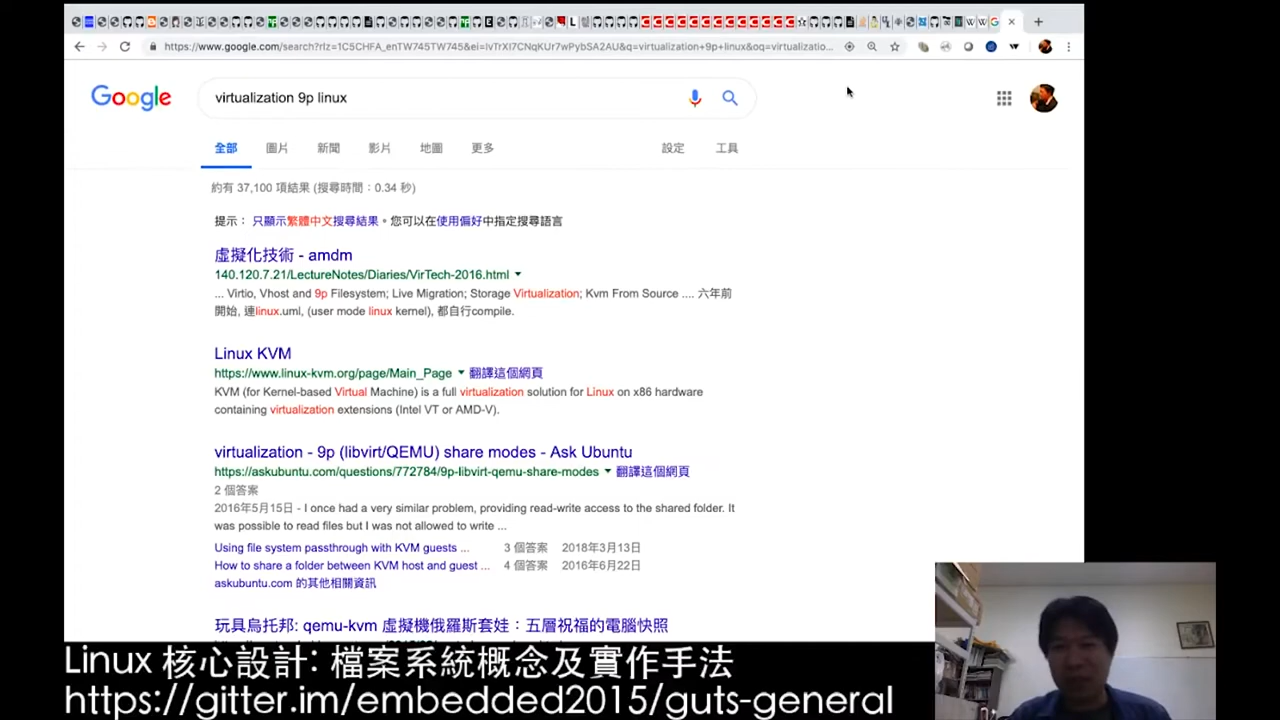 https://www.google.com/search?rlz=1C5CHFA_enTW745TW745&ei=IvTrXI7CNqKUr7wPybSA2AU&q=virtualization+9p+linux&oq=virtualizatio...
Google
virtualization 9p linux
全部 圖片 新聞 影片 地圖 更多 設定 工具
約有 37,100 項結果 (搜尋時間：0.34 秒)
提示： 只顯示繁體中文搜尋結果。您可以在使用偏好中指定搜尋語言
虛擬化技術 - amdm
140.120.7.21/LectureNotes/Diaries/VirTech-2016.html
... Virtio, Vhost and 9p Filesystem; Live Migration; Storage Virtualization; Kvm From Source .... 六年前
開始, 連linux.uml, (user mode linux kernel), 都自行compile.
Linux KVM
https://www.linux-kvm.org/page/Main_Page 翻譯這個網頁
KVM (for Kernel-based Virtual Machine) is a full virtualization solution for Linux on x86 hardware
containing virtualization extensions (Intel VT or AMD-V).
virtualization - 9p (libvirt/QEMU) share modes - Ask Ubuntu
https://askubuntu.com/questions/772784/9p-libvirt-qemu-share-modes 翻譯這個網頁
2 個答案
2016年5月15日 - I once had a very similar problem, providing read-write access to the shared folder. It
was possible to read files but I was not allowed to write ...
Using file system passthrough with KVM guests ... 3 個答案 2018年3月13日
How to share a folder between KVM host and guest ... 4 個答案 2016年6月22日
askubuntu.com 的其他相關資訊
玩具烏托邦: qemu-kvm 虛擬機俄羅斯套娃：五層祝福的電腦快照
Linux 核心設計: 檔案系統概念及實作手法
https://gitter.im/embedded2015/guts-general